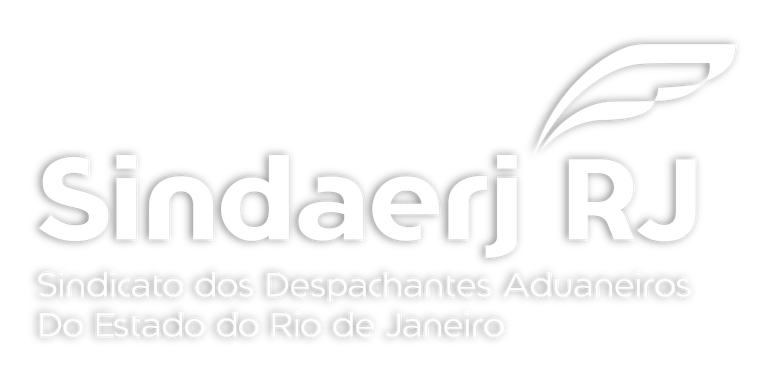 Sindaerj RJ
Sindicato dos Despachantes Aduaneiros
Do Estado do Rio de Janeiro